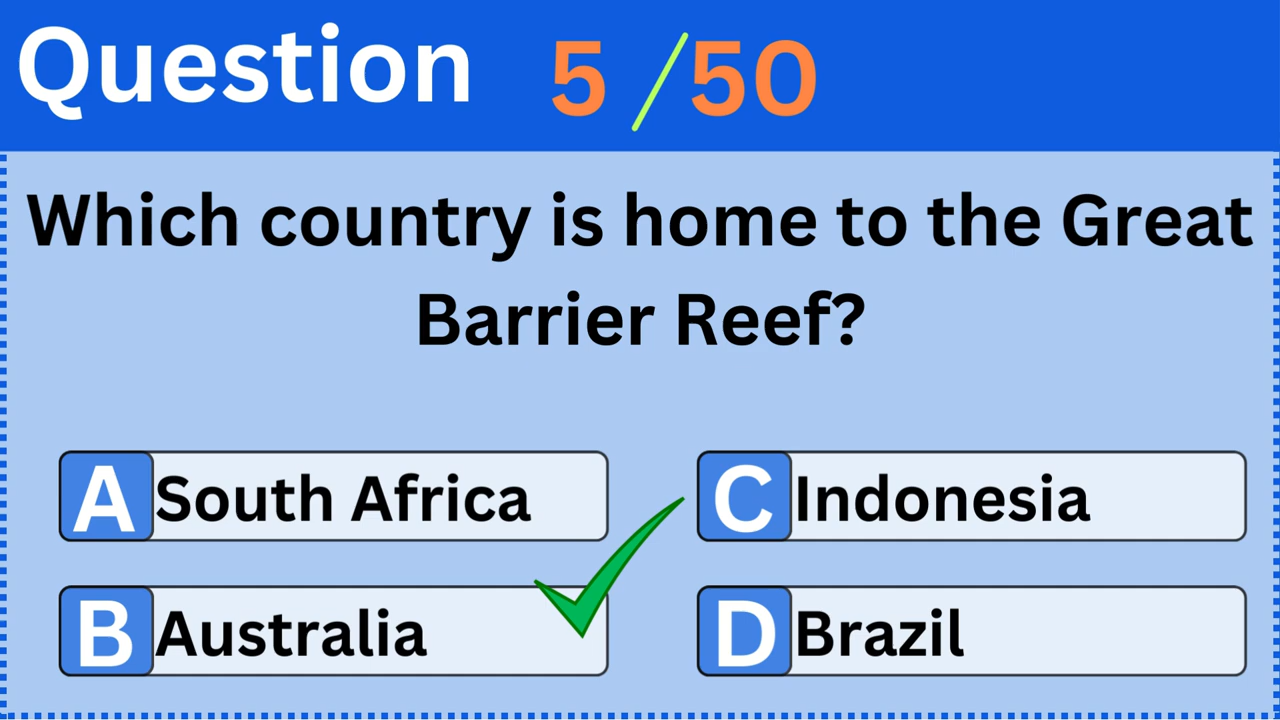 Question 5 /50
Which country is home to the Great
Barrier Reef?
A South Africa
B Australia
C Indonesia
D Brazil